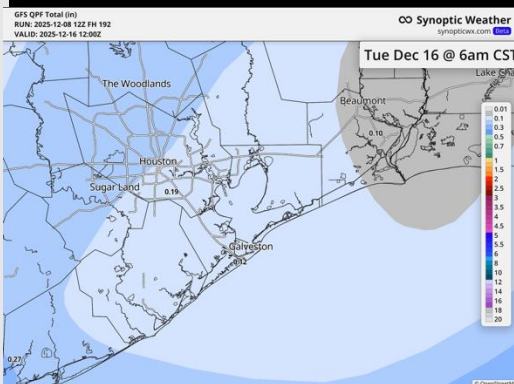 GFS QPF Total (in)
RUN: 2025-12-08 12Z FH 192
VALID: 2025-12-16 12:00Z
Synoptic Weather
synopticwx.com Beta
Tue Dec 16 @ 6am CST
The Woodlands
Lake
Beaumont
0.10
Houston
Sugar Land
0.19
Galveston
0.12
0.27
0.01
0.1
0.3
0.5
0.7
1
1.5
2
2.5
3
3.5
4
4.5
5
5.5
6
8
10
12
14
16
18
20